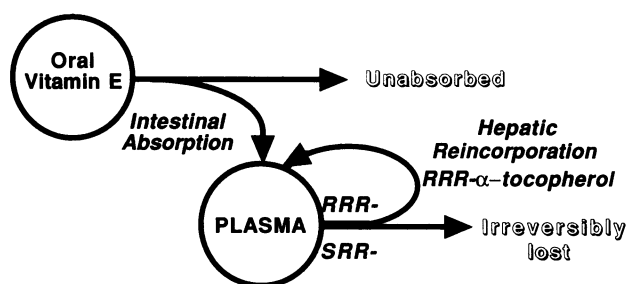 Oral
Vitamin E
Unabsorbed
Intestinal
Absorption
Hepatic
Reincorporation
RRR-α-tocopherol
RRR-
PLASMA
SRR-
Irreversibly
lost